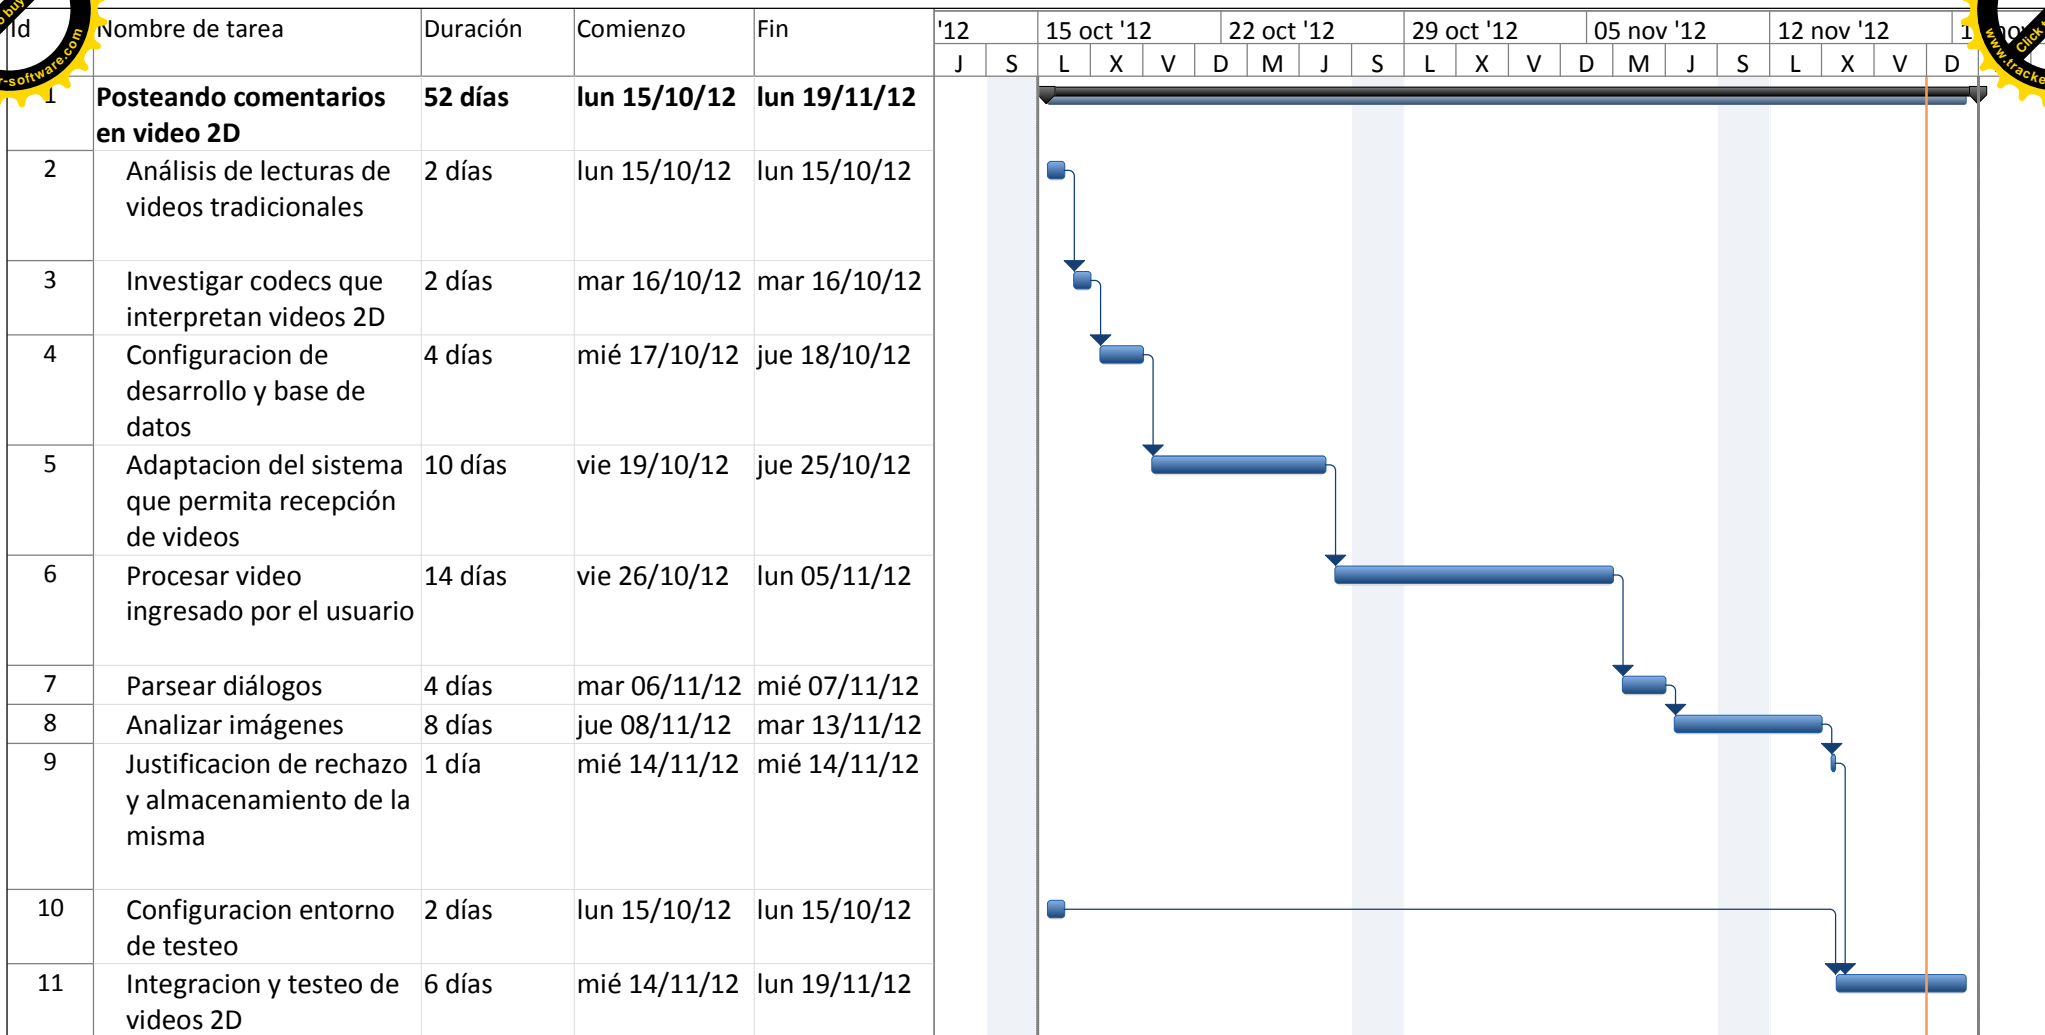 Id Nombre de tarea Duración Comienzo Fin '12 15 oct '12 22 oct '12 29 oct '12 05 nov '12 12 nov '12
J S L X V D M J S L X V D M J S L X V D
1 Posteando comentarios 52 días lun 15/10/12 lun 19/11/12
en video 2D
2 Análisis de lecturas de 2 días lun 15/10/12 lun 15/10/12
videos tradicionales
3 Investigar codecs que 2 días mar 16/10/12 mar 16/10/12
interpretan videos 2D
4 Configuracion de 4 días mié 17/10/12 jue 18/10/12
desarrollo y base de
datos
5 Adaptacion del sistema 10 días vie 19/10/12 jue 25/10/12
que permita recepción
de videos
6 Procesar video 14 días vie 26/10/12 lun 05/11/12
ingresado por el usuario
7 Parsear diálogos 4 días mar 06/11/12 mié 07/11/12
8 Analizar imágenes 8 días jue 08/11/12 mar 13/11/12
9 Justificacion de rechazo 1 día mié 14/11/12 mié 14/11/12
y almacenamiento de la
misma
10 Configuracion entorno 2 días lun 15/10/12 lun 15/10/12
de testeo
11 Integracion y testeo de 6 días mié 14/11/12 lun 19/11/12
videos 2D
o buy
r-software.com
Click
www.tracke